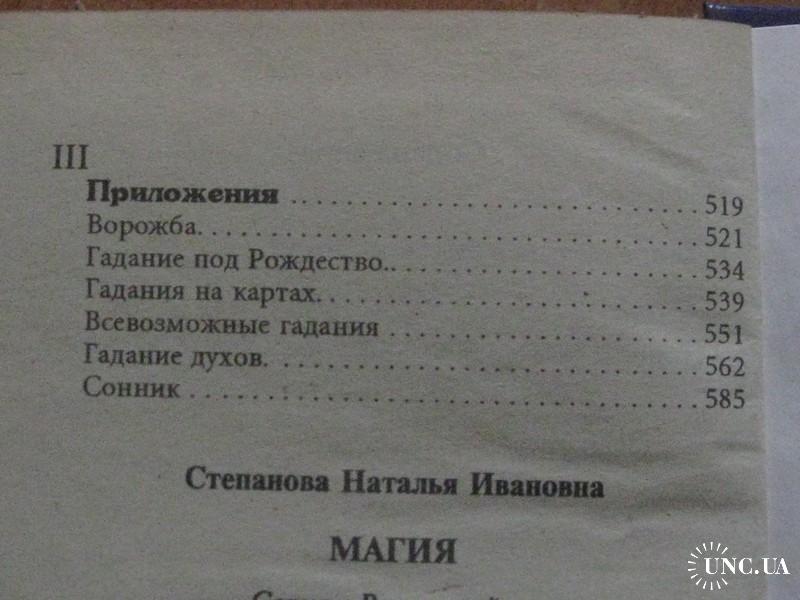 III
Приложения .............................. 519
Ворожба................................. 521
Гадание под Рождество.................... 534
Гадания на картах........................ 539
Всевозможные гадания .................... 551
Гадание духов. .......................... 562
Сонник .................................. 585
Степанова Наталья Ивановна
МАГИЯ
UNC.UA